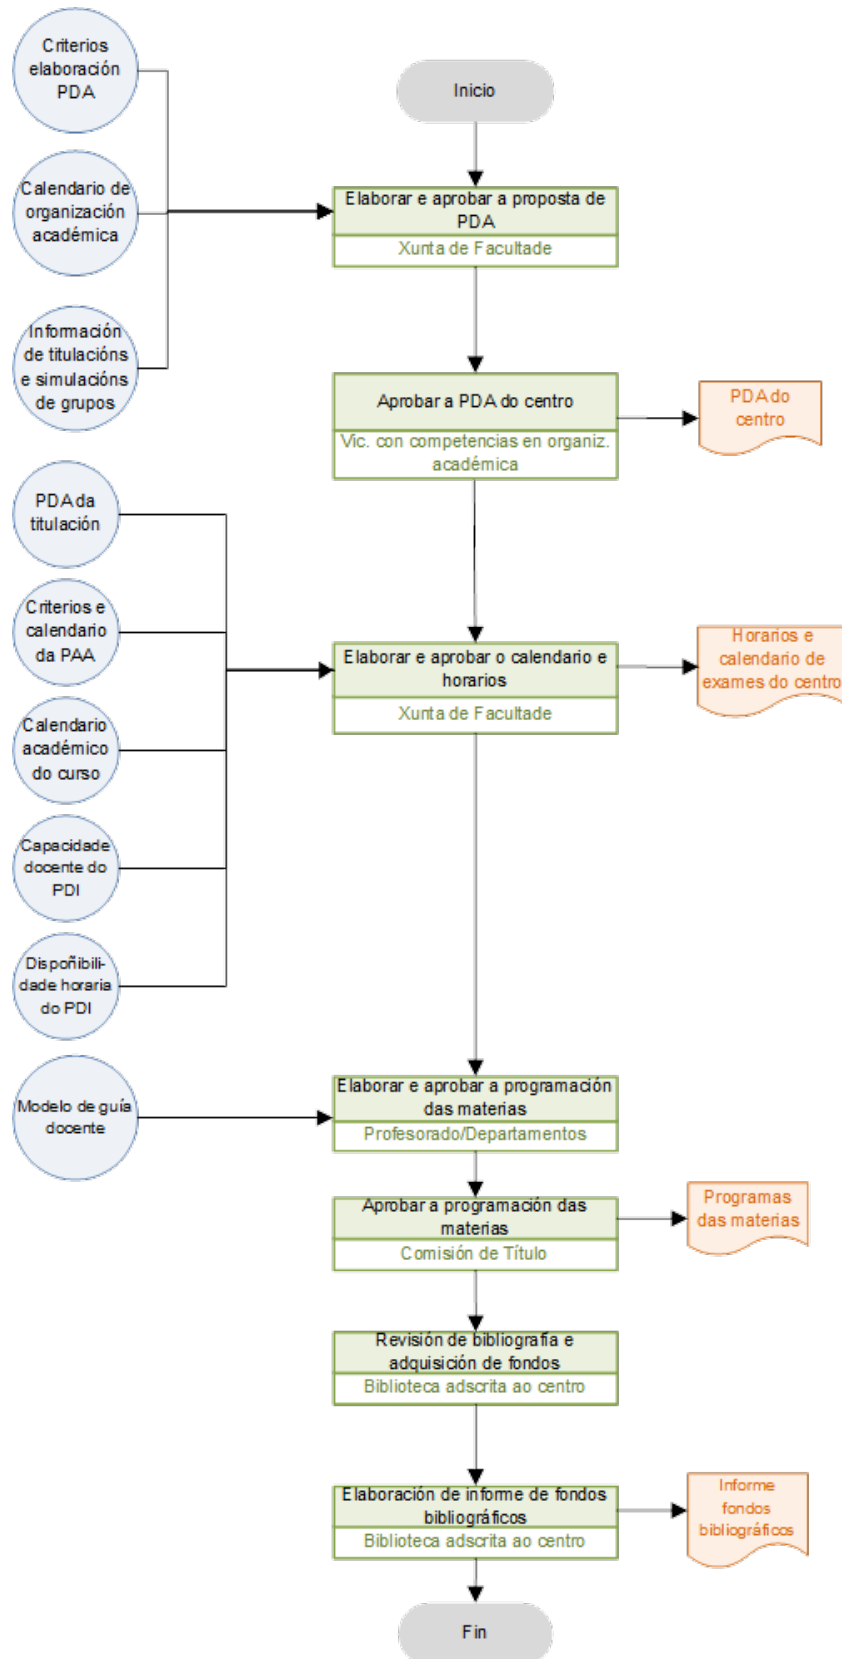 Criterios
elaboración
PDA
Inicio
Calendario de
organización
académica
Elaborar e aprobar a proposta de
PDA
Xunta de Facultade
Información
de titulacións
e simulacións
de grupos
Aprobar a PDA do centro
Vic. con competencias en organiz.
académica
PDA do
centro
PDA da
titulación
Criterios e
calendario
da PAA
Elaborar e aprobar o calendario e
horarios
Xunta de Facultade
Horarios e
calendario de
exames do centro
Calendario
académico
do curso
Capacidade
docente do
PDI
Dispoñibili-
dade horaria
do PDI
Modelo de guía
docente
Elaborar e aprobar a programación
das materias
Profesorado/Departamentos
Aprobar a programación das
materias
Comisión de Título
Programas
das materias
Revisión de bibliografía e
adquisición de fondos
Biblioteca adscrita ao centro
Elaboración de informe de fondos
bibliográficos
Biblioteca adscrita ao centro
Informe
fondos
bibliográficos
Fin